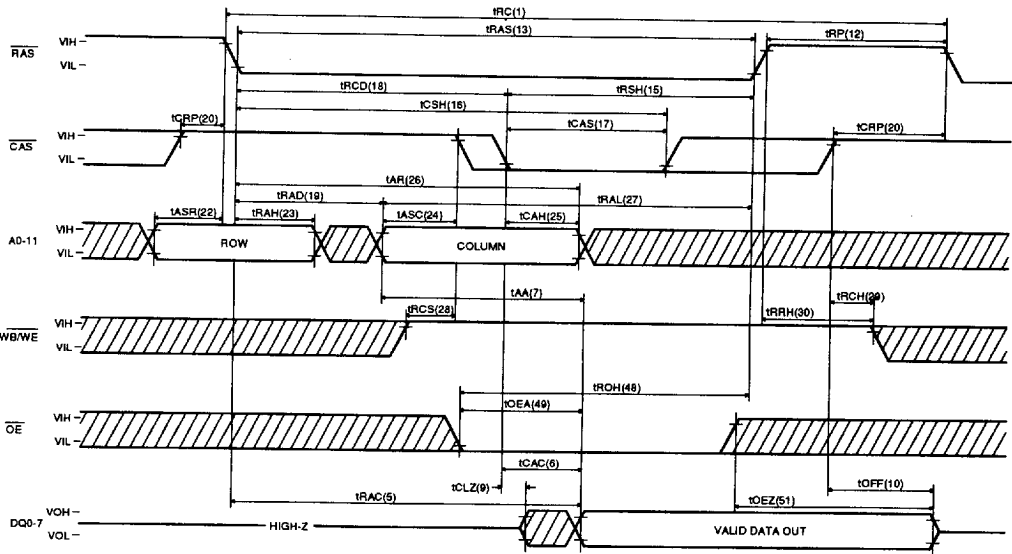 tRC(1)
tRAS(13)
tRP(12)
RAS
VIH
VIL
tRCD(18)
tRSH(15)
tCSH(16)
tCRP(20)
tCAS(17)
tCRP(20)
CAS
VIH
VIL
tAR(26)
tRAD(19)
tRAL(27)
tASR(22)
tRAH(23)
tASC(24)
tCAH(25)
A0-11
VIH
VIL
ROW
COLUMN
tAA(7)
tRCS(28)
tRCH(29)
tRRH(30)
WB/WE
VIH
VIL
tROH(48)
tOEA(49)
OE
VIH
VIL
tCAC(6)
tCLZ(9)
tOFF(10)
tRAC(5)
tOEZ(51)
DQ0-7
VOH
VOL
HIGH-Z
VALID DATA OUT